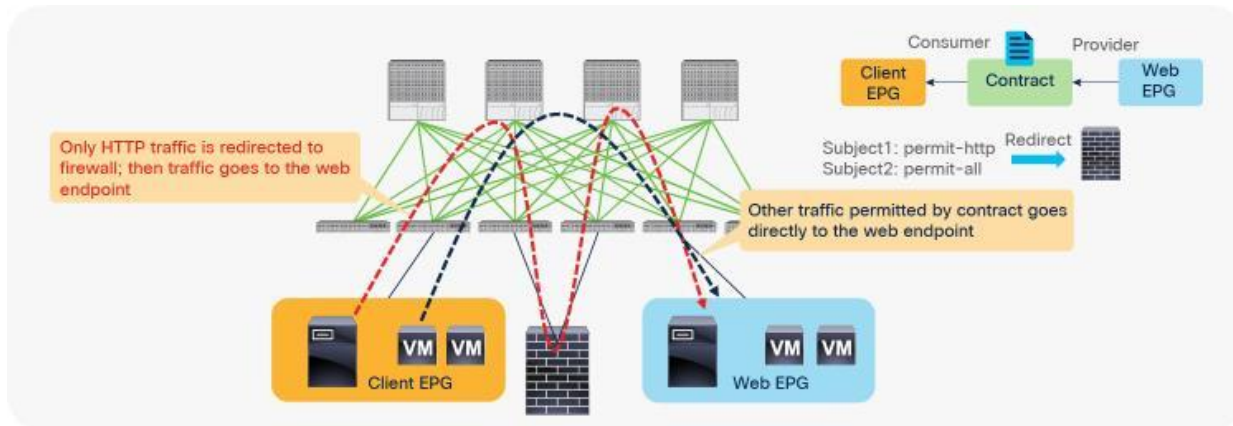 Consumer
Provider
Client
EPG
Contract
Web
EPG
Only HTTP traffic is redirected to
firewall; then traffic goes to the web
endpoint
Subject1: permit-http
Subject2: permit-all
Redirect
Other traffic permitted by contract goes
directly to the web endpoint
VM
VM
Client EPG
VM
VM
Web EPG